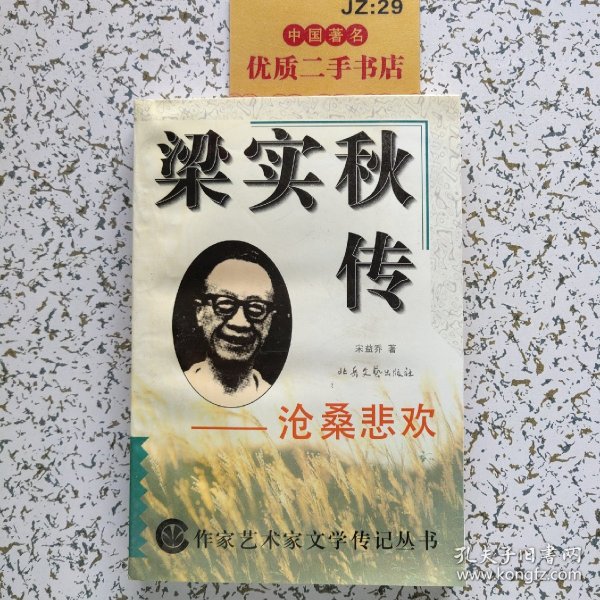 JZ:29
中国著名
优质二手书店
梁实秋
传
宋益乔 著
北岳文艺出版社
——沧桑悲欢
作家艺术家文学传记丛书
孔夫子旧书网
www.kongfz.com